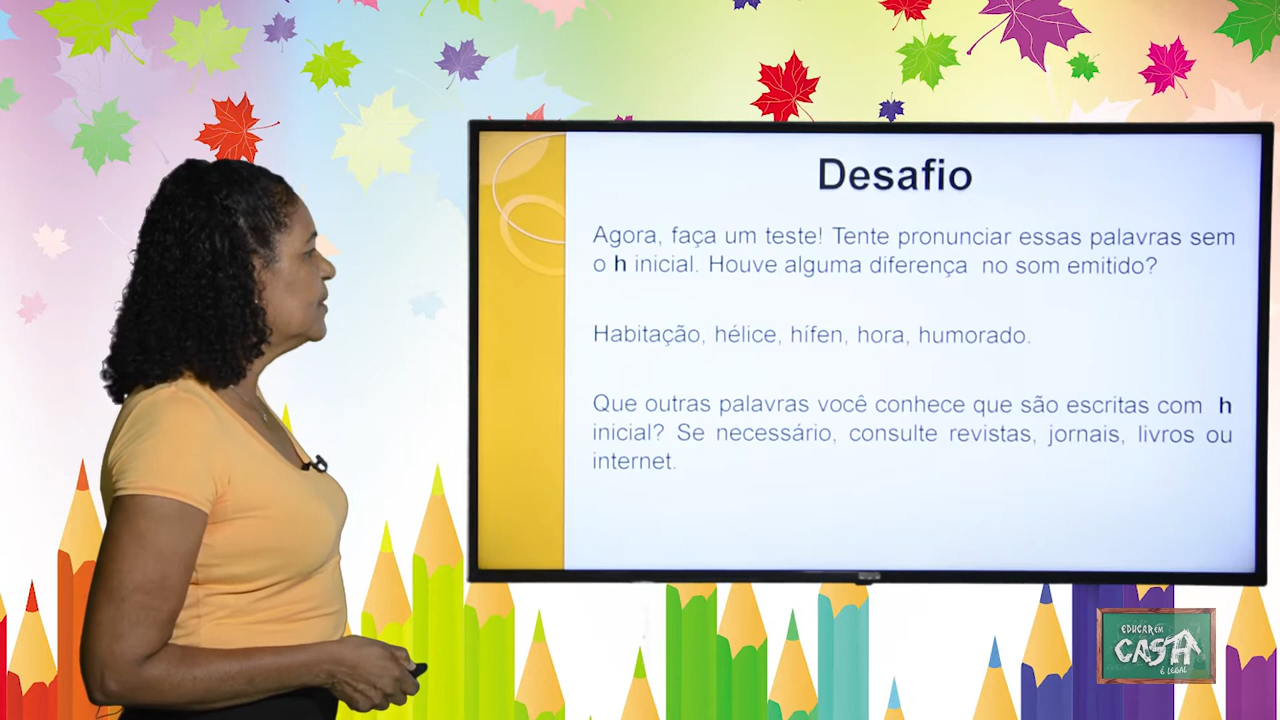 Desafio
Agora, faça um teste! Tente pronunciar essas palavras sem
o h inicial. Houve alguma diferença no som emitido?
Habitação, hélice, hífen, hora, humorado.
Que outras palavras você conhece que são escritas com h
inicial? Se necessário, consulte revistas, jornais, livros ou
internet.
EDUCAR EM
CASA
É LEGAL